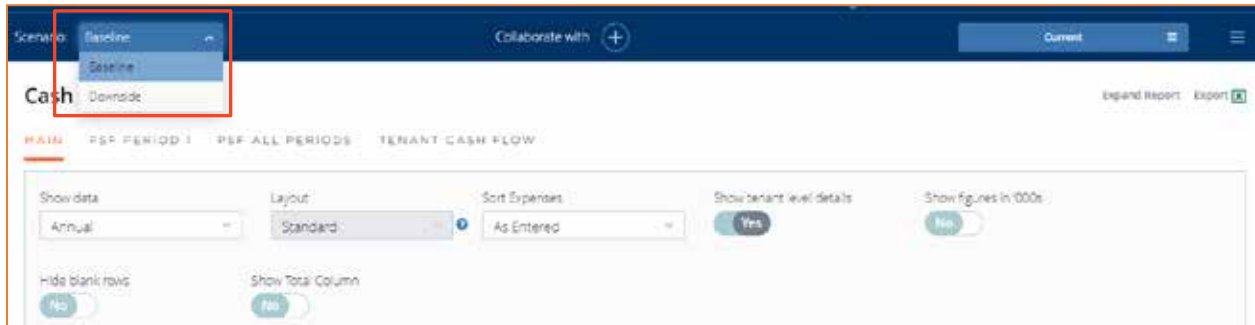 Scenario: Baseline Collaborate with Current
Baseline
Downside
Cash
Expand Report Export
MAIN PSF PERIOD 1 PSF ALL PERIODS TENANT CASH FLOW
Show data Layout Sort Expenses Show tenant level details Show figures in '000s
Annual Standard As Entered Yes No
Hide blank rows Show Total Column
No No